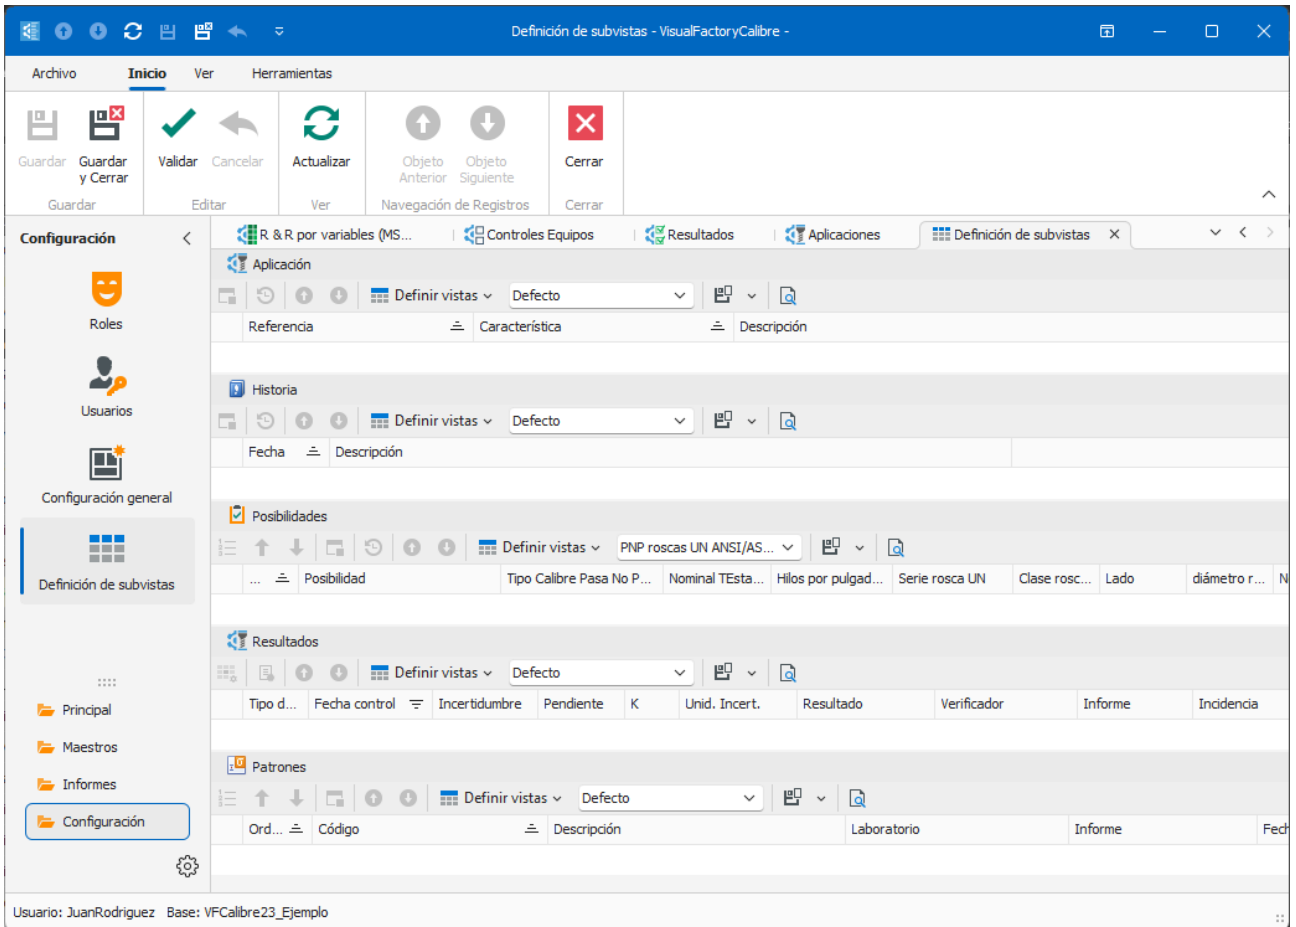 Definición de subvistas - VisualFactoryCalibre -
Archivo Inicio Ver Herramientas
Guardar Guardar y Cerrar Validar Cancelar Actualizar Objeto Anterior Objeto Siguiente Cerrar
Guardar Editar Ver Navegación de Registros Cerrar
Configuración
R & R por variables (MS... Controles Equipos Resultados Aplicaciones Definición de subvistas
Roles
Usuarios
Configuración general
Definición de subvistas
Principal
Maestros
Informes
Configuración
Aplicación
Definir vistas Defecto
Referencia Característica Descripción
Historia
Definir vistas Defecto
Fecha Descripción
Posibilidades
Definir vistas PNP roscas UN ANSI/AS...
... Posibilidad Tipo Calibre Pasa No P... Nominal TEsta... Hilos por pulgad... Serie rosca UN Clase rosc... Lado diámetro r... N
Resultados
Definir vistas Defecto
Tipo d... Fecha control Incertidumbre Pendiente K Unid. Incert. Resultado Verificador Informe Incidencia
Patrones
Definir vistas Defecto
Ord... Código Descripción Laboratorio Informe Fech
Usuario: JuanRodriguez Base: VFCalibre23_Ejemplo